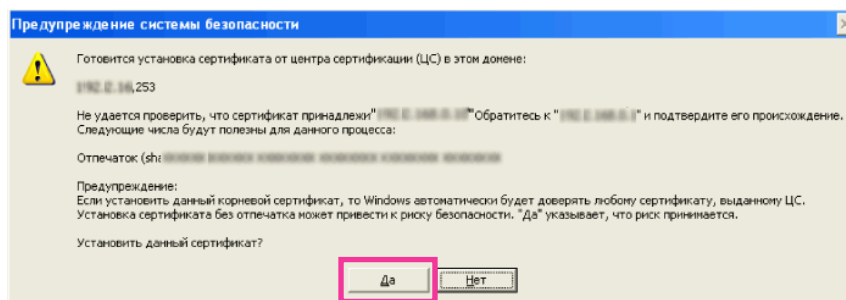 Предупреждение системы безопасности
Готовится установка сертификата от центра сертификации (ЦС) в этом домене:
.253
Не удается проверить, что сертификат принадлежи" "Обратитесь к " " и подтвердите его происхождение.
Следующие числа будут полезны для данного процесса:
Отпечаток (sha
Предупреждение:
Если установить данный корневой сертификат, то Windows автоматически будет доверять любому сертификату, выданному ЦС.
Установка сертификата без отпечатка может привести к риску безопасности. "Да" указывает, что риск принимается.
Установить данный сертификат?
Да Нет